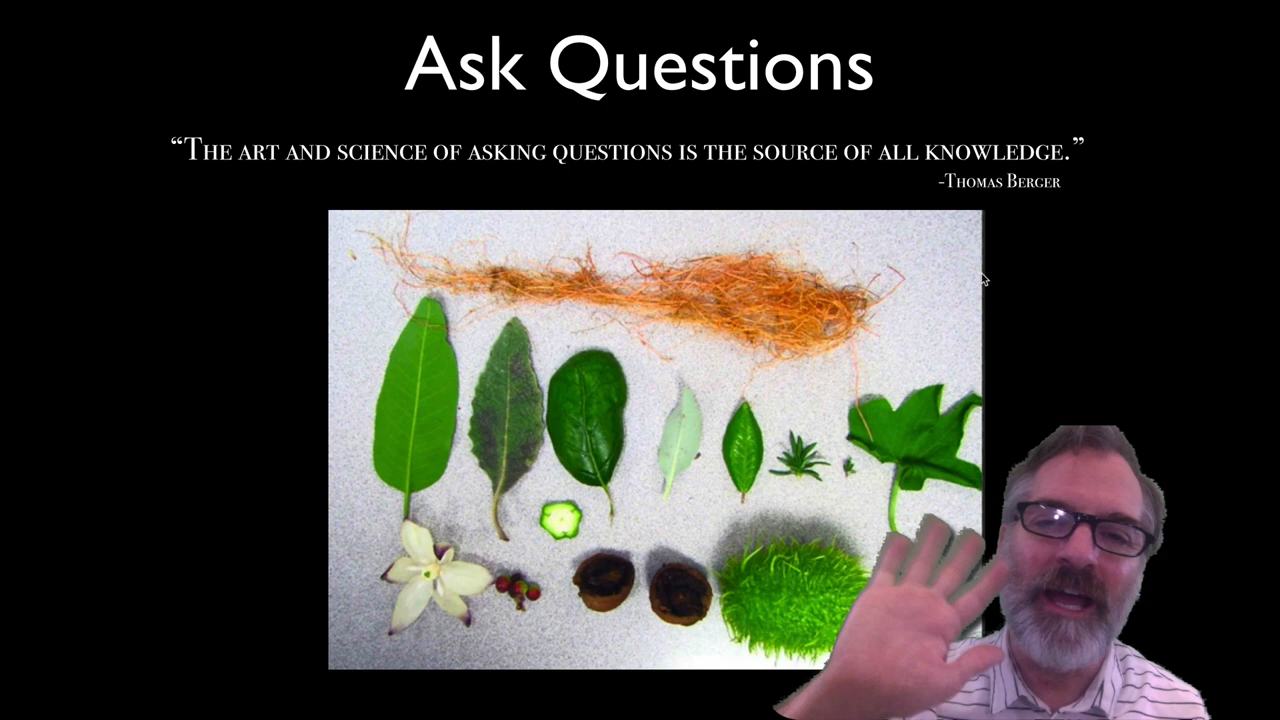 Ask Questions
“The art and science of asking questions is the source of all knowledge.”
-Thomas Berger